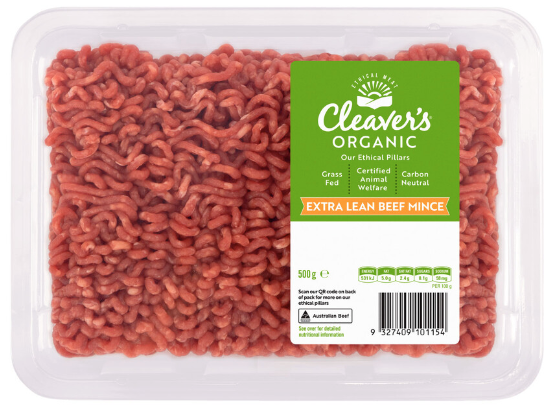 ETHICAL MEAT
Cleaver's
ORGANIC
Our Ethical Pillars
Grass Fed
Certified Animal Welfare
Carbon Neutral
EXTRA LEAN BEEF MINCE
500g ℮
ENERGY FAT SAT FAT SUGARS SODIUM
PER 100g
Scan our QR code on back
of pack for more on our
ethical pillars
Australian Beef
See over for detailed
nutritional information
9 327409 101154